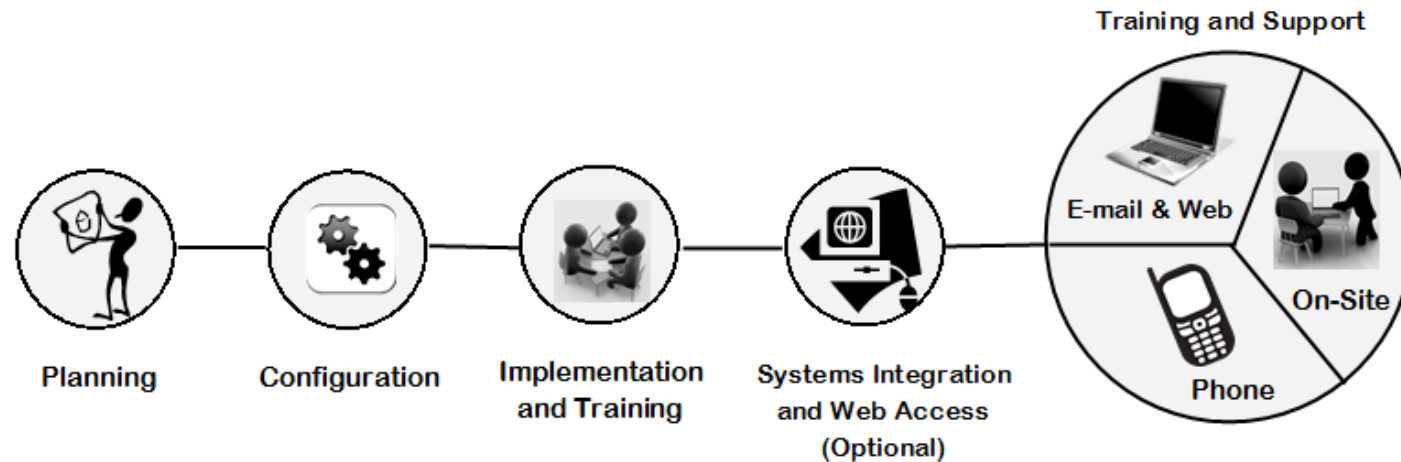 Training and Support
E-mail & Web
On-Site
Phone
Planning
Configuration
Implementation
and Training
Systems Integration
and Web Access
(Optional)